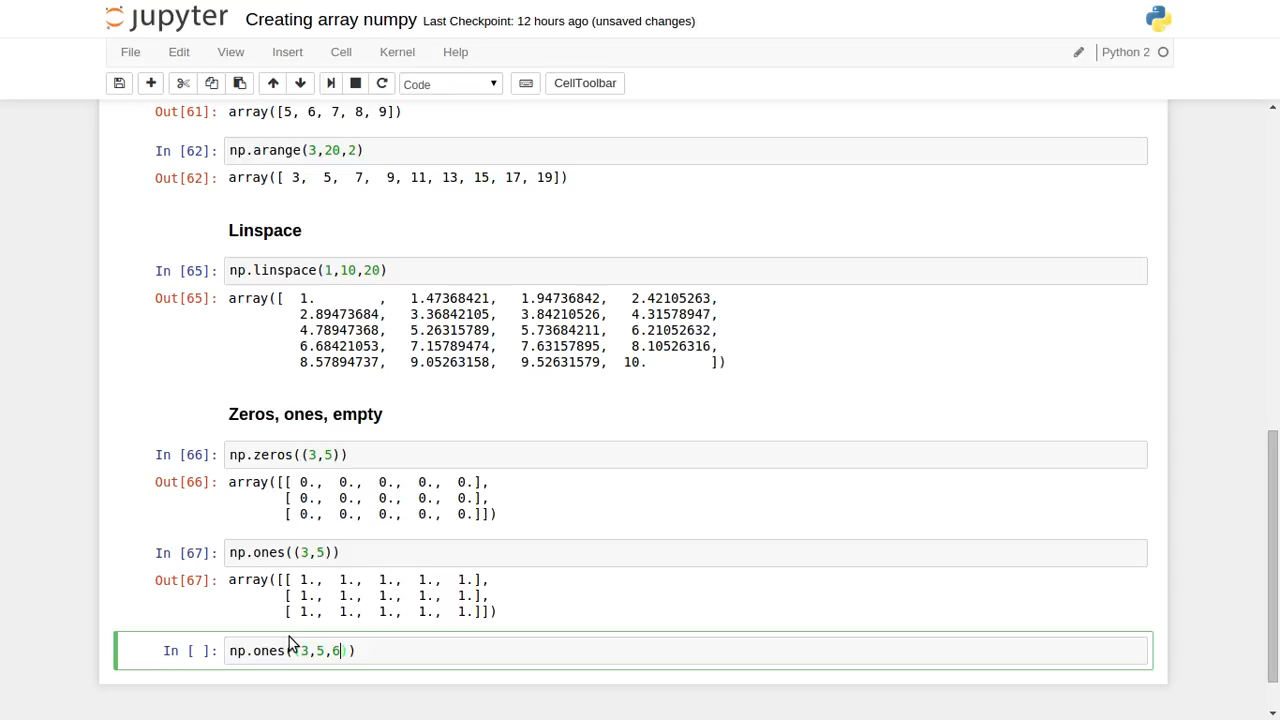 jupyter Creating array numpy Last Checkpoint: 12 hours ago (unsaved changes)
File Edit View Insert Cell Kernel Help Python 2
Code CellToolbar
Out[61]: array([5, 6, 7, 8, 9])
In [62]: np.arange(3,20,2)
Out[62]: array([ 3,  5,  7,  9, 11, 13, 15, 17, 19])
Linspace
In [65]: np.linspace(1,10,20)
Out[65]: array([  1.        ,   1.47368421,   1.94736842,   2.42105263,
         2.89473684,   3.36842105,   3.84210526,   4.31578947,
         4.78947368,   5.26315789,   5.73684211,   6.21052632,
         6.68421053,   7.15789474,   7.63157895,   8.10526316,
         8.57894737,   9.05263158,   9.52631579,  10.        ])
Zeros, ones, empty
In [66]: np.zeros((3,5))
Out[66]: array([[ 0.,  0.,  0.,  0.,  0.],
       [ 0.,  0.,  0.,  0.,  0.],
       [ 0.,  0.,  0.,  0.,  0.]])
In [67]: np.ones((3,5))
Out[67]: array([[ 1.,  1.,  1.,  1.,  1.],
       [ 1.,  1.,  1.,  1.,  1.],
       [ 1.,  1.,  1.,  1.,  1.]])
In [ ]: np.ones((3,5,6))